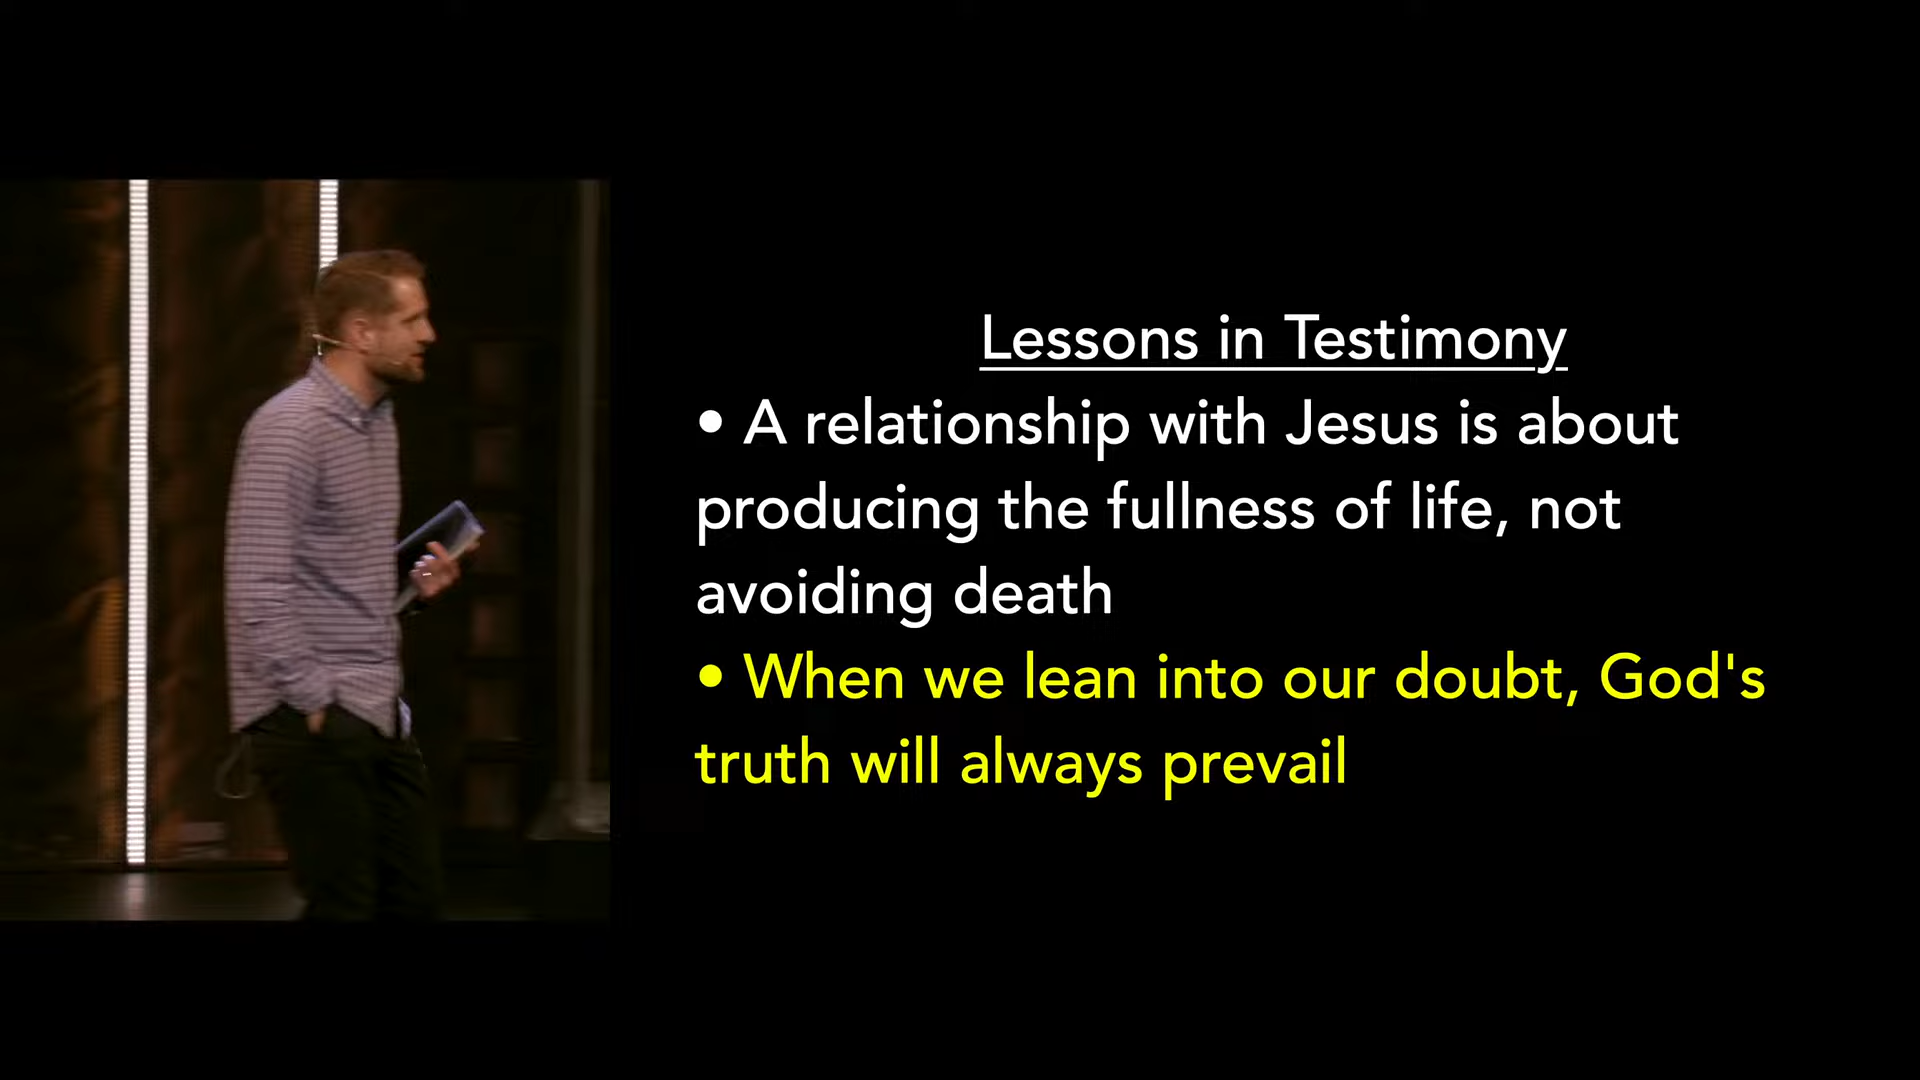 Lessons in Testimony
• A relationship with Jesus is about
producing the fullness of life, not
avoiding death
• When we lean into our doubt, God's
truth will always prevail